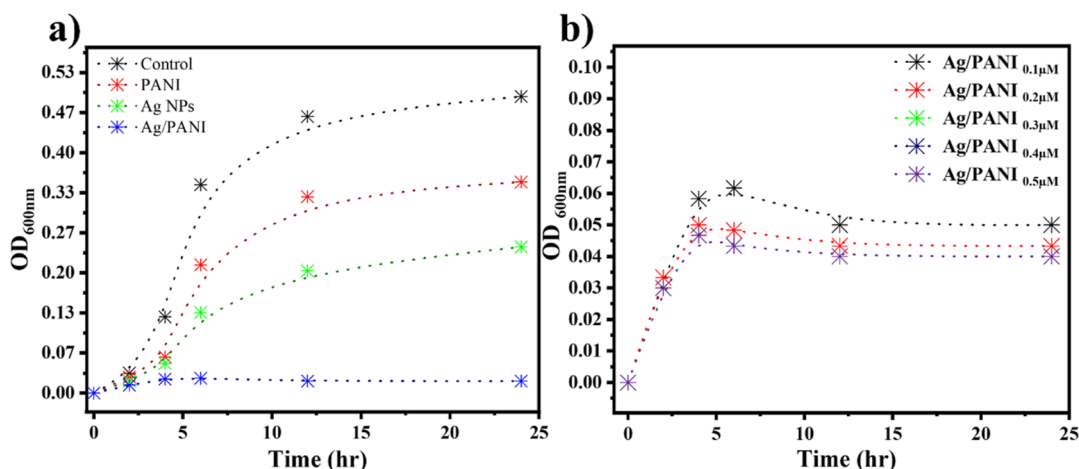 a)
Control
PANI
Ag NPs
Ag/PANI
0.53
0.47
0.40
0.33
0.27
0.20
0.13
0.07
0.00
OD600nm
0 5 10 15 20 25
Time (hr)
b)
Ag/PANI 0.1μM
Ag/PANI 0.2μM
Ag/PANI 0.3μM
Ag/PANI 0.4μM
Ag/PANI 0.5μM
0.10
0.09
0.08
0.07
0.06
0.05
0.04
0.03
0.02
0.01
0.00
OD 600nm
0 5 10 15 20 25
Time (hr)